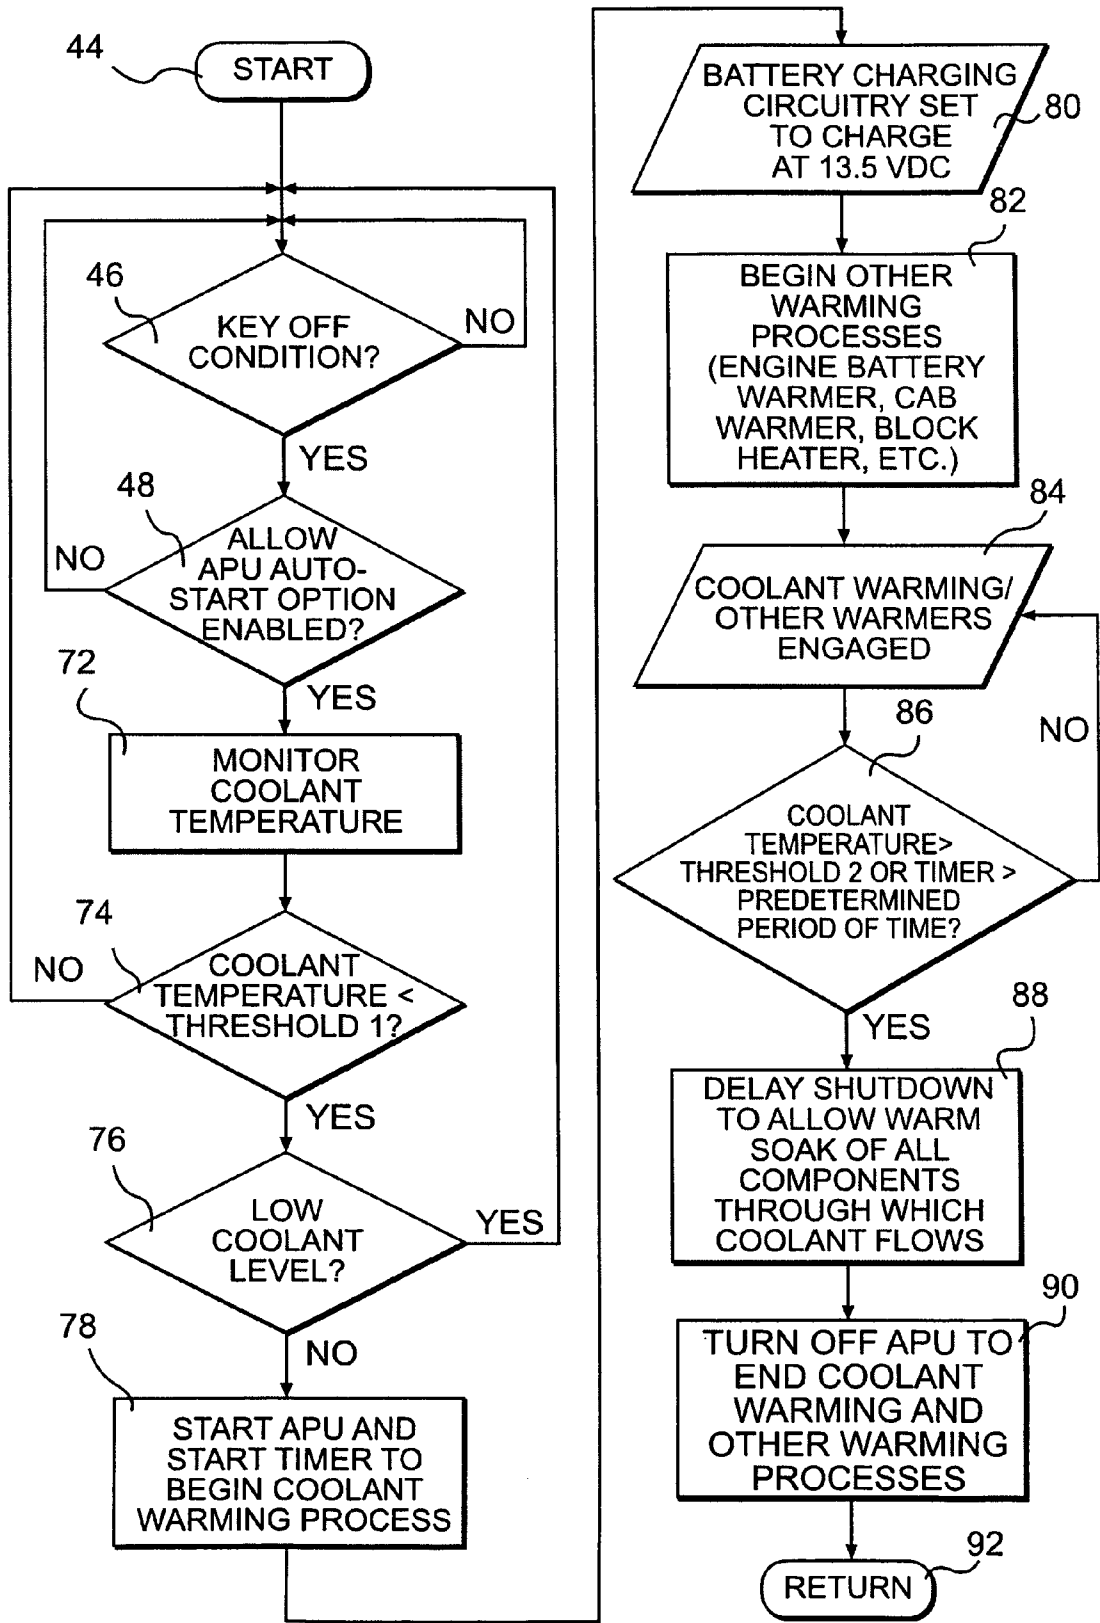 44
START
46
KEY OFF
CONDITION?
NO
YES
48
ALLOW
APU AUTO-
START OPTION
ENABLED?
NO
YES
72
MONITOR
COOLANT
TEMPERATURE
74
COOLANT
TEMPERATURE <
THRESHOLD 1?
NO
YES
76
LOW
COOLANT
LEVEL?
YES
NO
78
START APU AND
START TIMER TO
BEGIN COOLANT
WARMING PROCESS
BATTERY CHARGING
CIRCUITRY SET
TO CHARGE
AT 13.5 VDC
80
82
BEGIN OTHER
WARMING
PROCESSES
(ENGINE BATTERY
WARMER, CAB
WARMER, BLOCK
HEATER, ETC.)
84
COOLANT WARMING/
OTHER WARMERS
ENGAGED
86
NO
COOLANT
TEMPERATURE>
THRESHOLD 2 OR TIMER >
PREDETERMINED
PERIOD OF TIME?
YES
88
DELAY SHUTDOWN
TO ALLOW WARM
SOAK OF ALL
COMPONENTS
THROUGH WHICH
COOLANT FLOWS
90
TURN OFF APU TO
END COOLANT
WARMING AND
OTHER WARMING
PROCESSES
92
RETURN